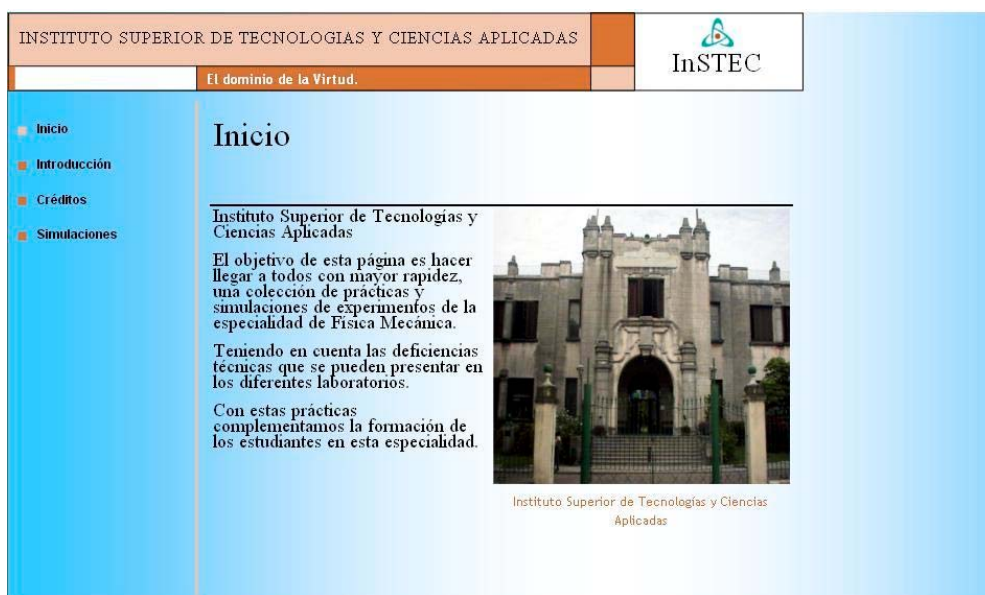 INSTITUTO SUPERIOR DE TECNOLOGIAS Y CIENCIAS APLICADAS
InSTEC
El dominio de la Virtud.
Inicio
Introducción
Créditos
Simulaciones
Inicio
Instituto Superior de Tecnologías y
Ciencias Aplicadas
El objetivo de esta página es hacer
llegar a todos con mayor rapidez,
una colección de prácticas y
simulaciones de experimentos de la
especialidad de Física Mecánica.
Teniendo en cuenta las deficiencias
técnicas que se pueden presentar en
los diferentes laboratorios.
Con estas prácticas
complementamos la formación de
los estudiantes en esta especialidad.
Instituto Superior de Tecnologías y Ciencias
Aplicadas